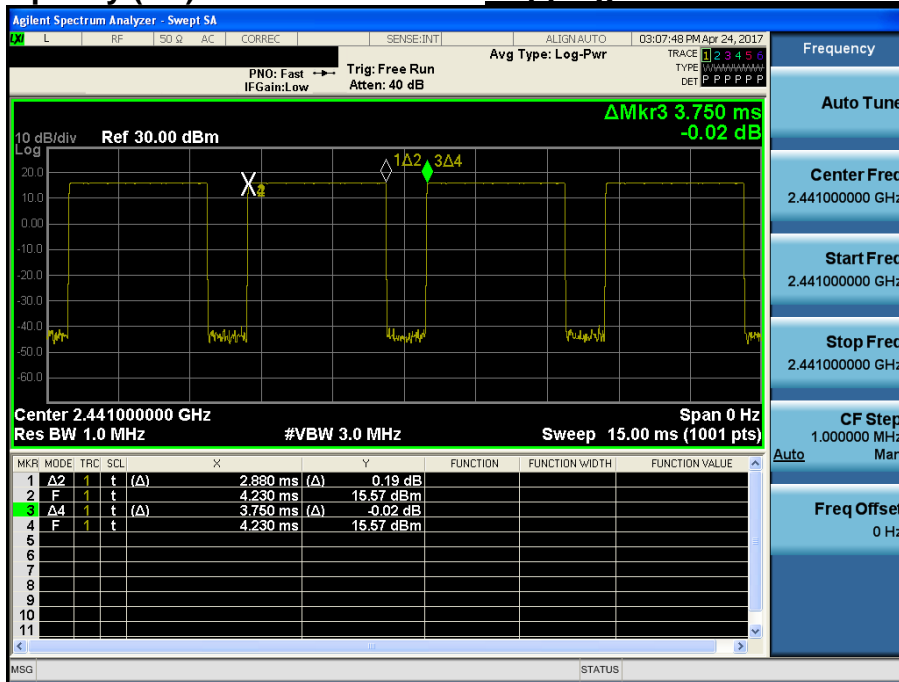 Agilent Spectrum Analyzer - Swept SA
LXI L RF 50 Ω AC CORREC SENSE:INT ALIGN AUTO 03:07:48 PM Apr 24, 2017
Avg Type: Log-Pwr
TRACE 1 2 3 4 5 6
TYPE WWWWWW
DET P P P P P P
PNO: Fast
IFGain:Low
Trig: Free Run
Atten: 40 dB
ΔMkr3 3.750 ms
-0.02 dB
10 dB/div Ref 30.00 dBm
Log
1Δ2 3Δ4
X
20.0
10.0
0.00
-10.0
-20.0
-30.0
-40.0
-50.0
-60.0
Center 2.441000000 GHz Span 0 Hz
Res BW 1.0 MHz #VBW 3.0 MHz Sweep 15.00 ms (1001 pts)
MKR MODE TRC SCL X Y FUNCTION FUNCTION WIDTH FUNCTION VALUE
1 Δ2 1 t (Δ) 2.880 ms (Δ) 0.19 dB
2 F 1 t 4.230 ms 15.57 dBm
3 Δ4 1 t (Δ) 3.750 ms (Δ) -0.02 dB
4 F 1 t 4.230 ms 15.57 dBm
5
6
7
8
9
10
11
MSG STATUS
Frequency
Auto Tune
Center Freq
2.441000000 GHz
Start Freq
2.441000000 GHz
Stop Freq
2.441000000 GHz
CF Step
1.000000 MHz
Auto Man
Freq Offset
0 Hz